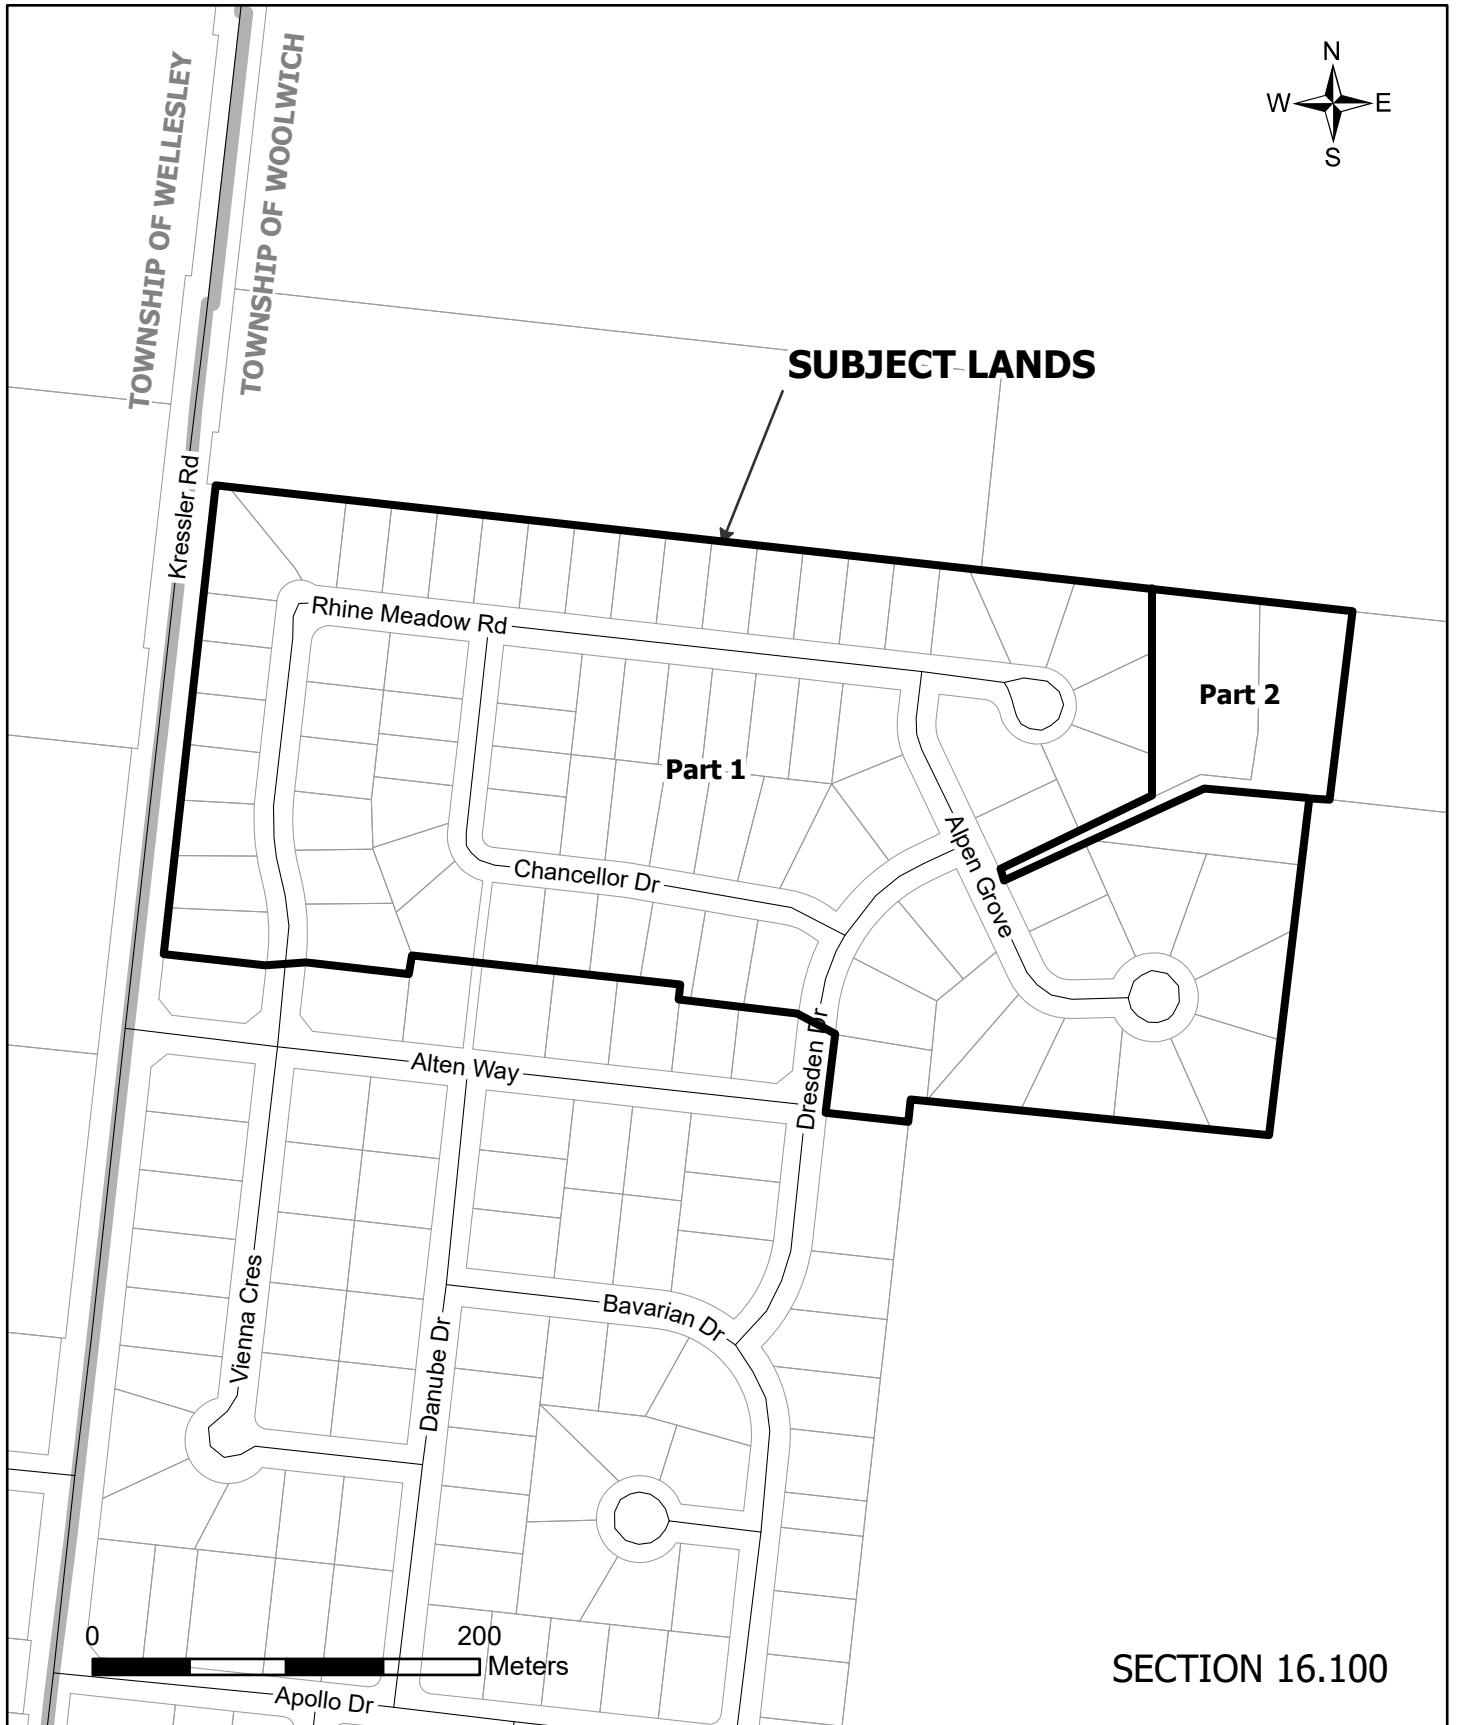 N
W E
S
TOWNSHIP OF WELLESLEY
TOWNSHIP OF WOOLWICH
SUBJECT LANDS
Kressler Rd
Rhine Meadow Rd
Part 2
Part 1
Alpen Grove
Chancellor Dr
Dresden Dr
Alten Way
Vienna Cres
Bavarian Dr
Danube Dr
0 200
Meters
SECTION 16.100
Apollo Dr